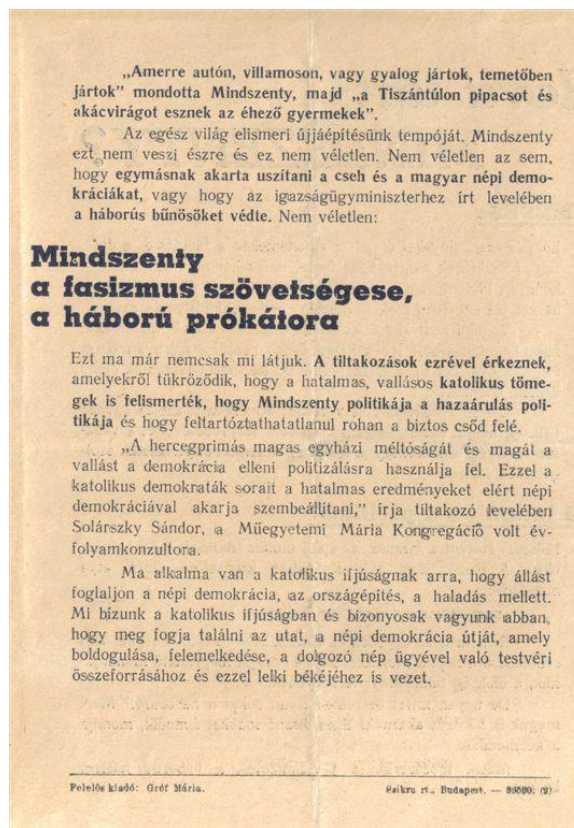 „Amerre autón, villamoson, vagy gyalog jártok, temetőben
jártok” mondotta Mindszenty, majd „a Tiszántúlon pipacsot és
akácvirágot esznek az éhező gyermekek”.
Az egész világ elismeri újjáépítésünk tempóját. Mindszenty
ezt nem veszi észre és ez nem véletlen. Nem véletlen az sem,
hogy egymásnak akarta uszítani a cseh és a magyar népi demo-
kráciákat, vagy hogy az igazságügyminiszterhez írt levelében
a háborús bűnösöket védte. Nem véletlen:
Mindszenty
a fasizmus szövetségese,
a háború prókátora
Ezt ma már nemcsak mi látjuk. A tiltakozások ezrével érkeznek,
amelyekről tükröződik, hogy a hatalmas, vallásos katolikus töme-
gek is felismerték, hogy Mindszenty politikája a hazaárulás poli-
tikája és hogy feltartóztathatatlanul rohan a biztos csőd felé.
„A hercegprimás magas egyházi méltóságát és magát a
vallást a demokrácia elleni politizálásra használja fel. Ezzel a
katolikus demokraták sorait a hatalmas eredményeket elért népi
demokráciával akarja szembeállítani,” írja tiltakozó levelében
Solárszky Sándor, a Műegyetemi Mária Kongregáció volt év-
folyamkonzultora.
Ma alkalma van a katolikus ifjúságnak arra, hogy állást
foglaljon a népi demokrácia, az országépítés, a haladás mellett.
Mi bizunk a katolikus ifjúságban és bizonyosak vagyunk abban,
hogy meg fogja találni az utat, a népi demokrácia útját, amely
boldogulása, felemelkedése, a dolgozó nép ügyével való testvéri
összeforrásához és ezzel lelki békéjéhez is vezet.
Felelős kiadó: Gróf Mária.
Szikra rt., Budapest. —